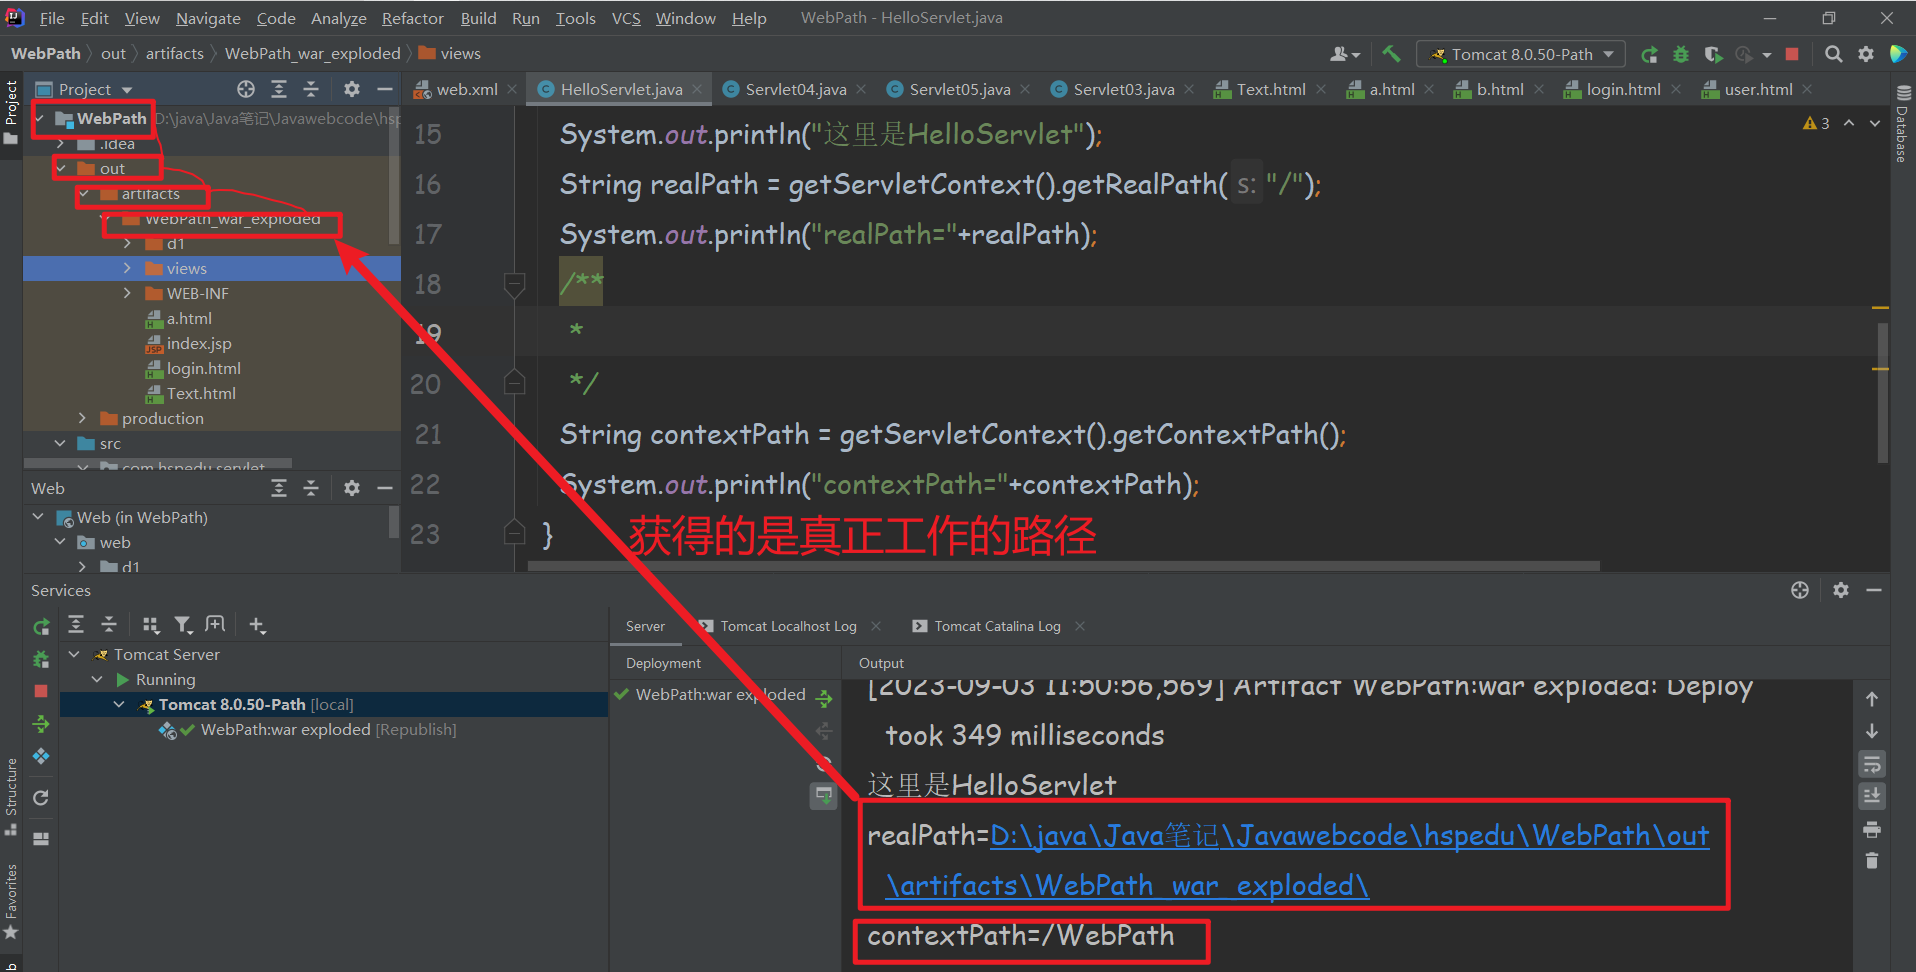 File Edit View Navigate Code Analyze Refactor Build Run Tools VCS Window Help WebPath - HelloServlet.java
WebPath out artifacts WebPath_war_exploded views
Tomcat 8.0.50-Path
Project
web.xml HelloServlet.java Servlet04.java Servlet05.java Servlet03.java Text.html a.html b.html login.html user.html
Project
WebPath D:\java\Java笔记\Javawebcode\hsp
.idea
out
artifacts
WebPath_war_exploded
d1
views
WEB-INF
a.html
index.jsp
login.html
Text.html
production
src
com.hspedu.servlet
Web
Web (in WebPath)
web
d1
15 System.out.println("这里是HelloServlet");
16 String realPath = getServletContext().getRealPath( s: "/");
17 System.out.println("realPath="+realPath);
18 /**
19 *
20 */
21 String contextPath = getServletContext().getContextPath();
22 System.out.println("contextPath="+contextPath);
23 }
获得的是真正工作的路径
3
Database
Services
Tomcat Server
Running
Tomcat 8.0.50-Path [local]
WebPath:war exploded [Republish]
Structure
Favorites
Server Tomcat Localhost Log Tomcat Catalina Log
Deployment Output
WebPath:war exploded
[2023-09-03 11:50:56,569] Artifact WebPath:war exploded: Deploy
took 349 milliseconds
这里是HelloServlet
realPath=D:\java\Java笔记\Javawebcode\hspedu\WebPath\out
\artifacts\WebPath_war_exploded\
contextPath=/WebPath